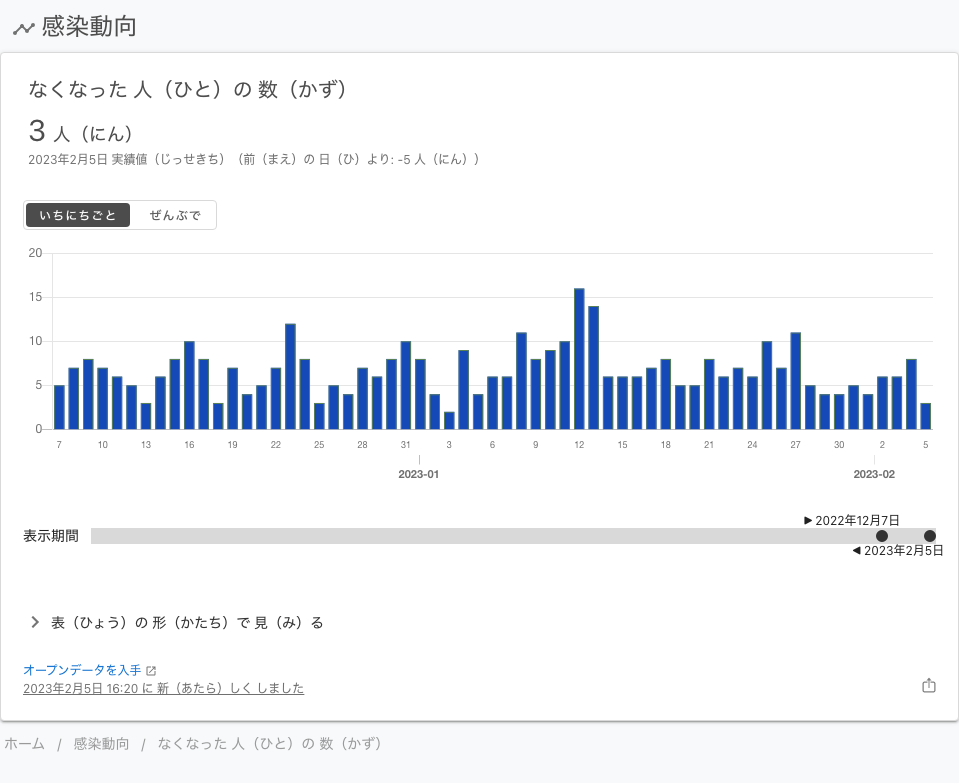 感染動向
なくなった 人（ひと）の 数（かず）
3 人（にん）
2023年2月5日 実績値（じっせきち）（前（まえ）の 日（ひ）より: -5 人（にん））
いちにちごと ぜんぶで
20
15
10
5
0
7 10 13 16 19 22 25 28 31 3 6 9 12 15 18 21 24 27 30 2 5
2023-01 2023-02
▶ 2022年12月7日
表示期間
◀ 2023年2月5日
表（ひょう）の 形（かたち）で 見（み）る
オープンデータを入手
2023年2月5日 16:20 に 新（あたら）しく しました
ホーム / 感染動向 / なくなった 人（ひと）の 数（かず）